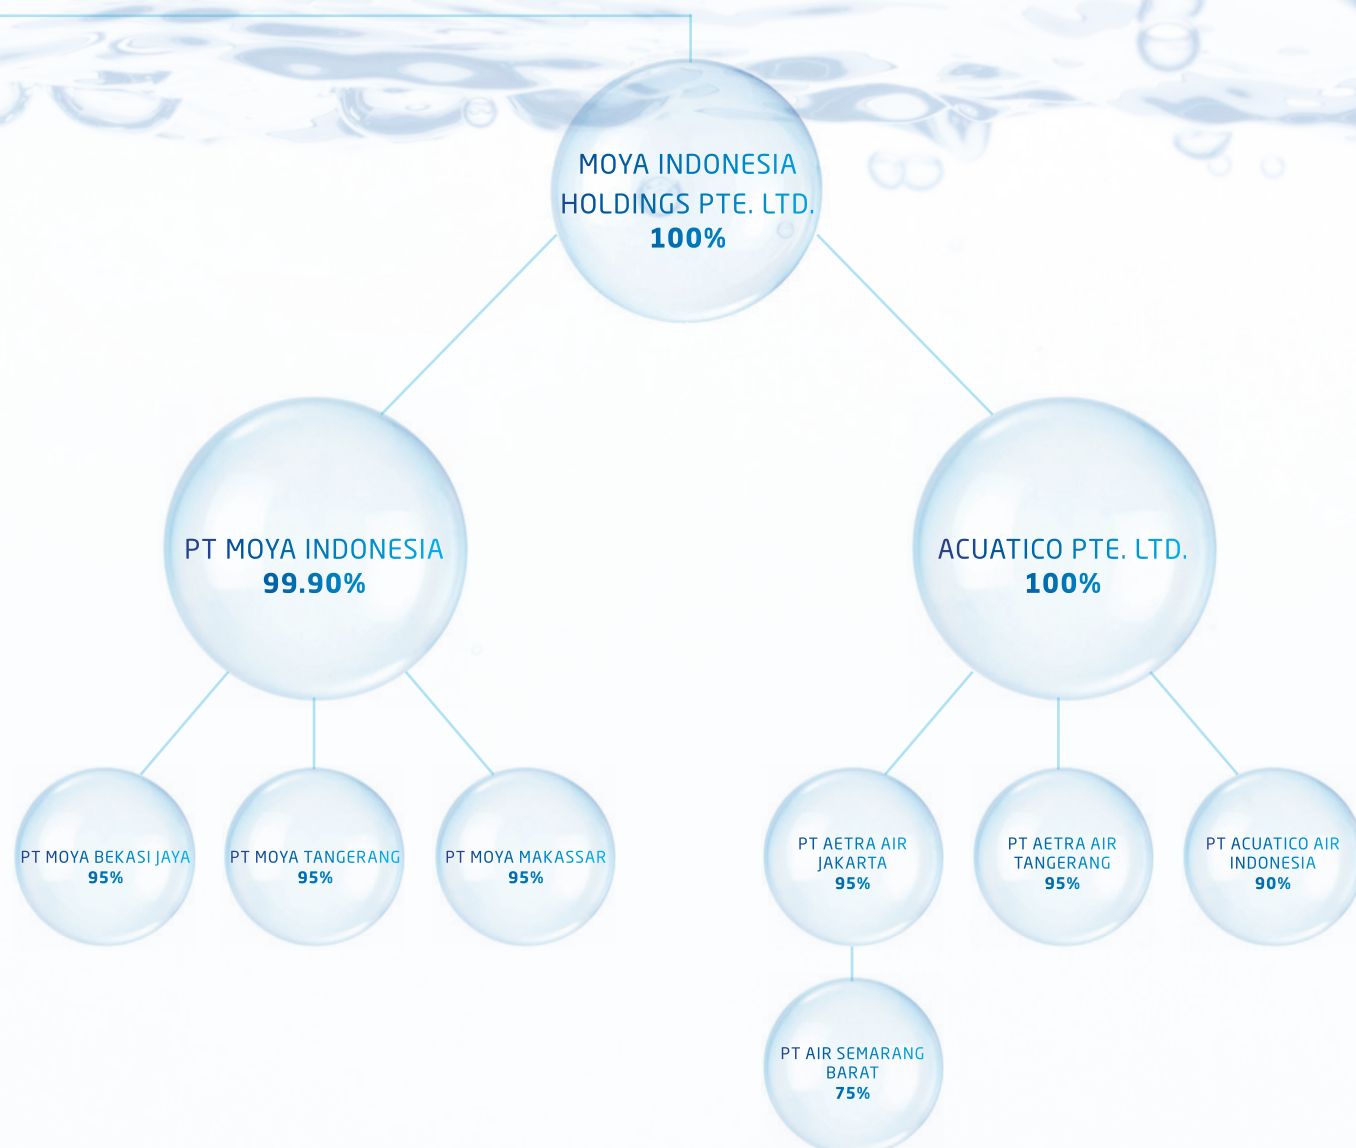 MOYA INDONESIA
HOLDINGS PTE. LTD.
100%
PT MOYA INDONESIA
99.90%
ACUATICO PTE. LTD.
100%
PT MOYA BEKASI JAYA
95%
PT MOYA TANGERANG
95%
PT MOYA MAKASSAR
95%
PT AETRA AIR
JAKARTA
95%
PT AETRA AIR
TANGERANG
95%
PT ACUATICO AIR
INDONESIA
90%
PT AIR SEMARANG
BARAT
75%